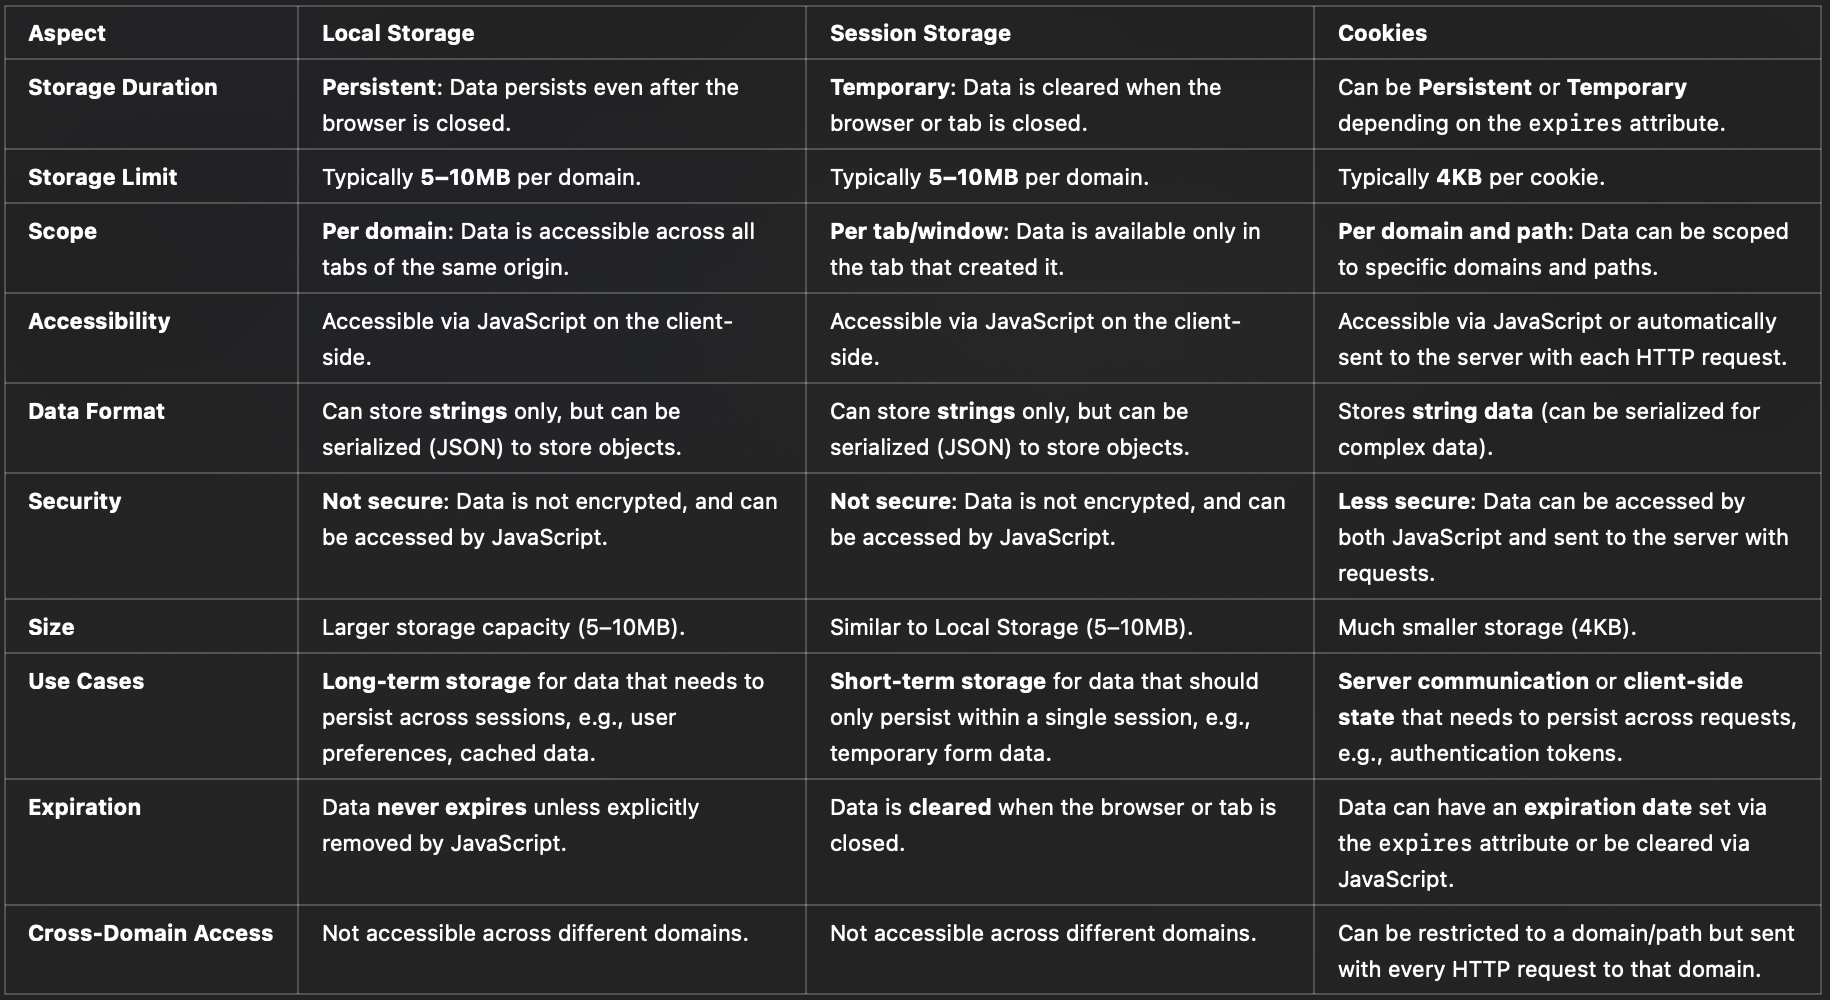 Aspect
Local Storage
Session Storage
Cookies
Storage Duration
Persistent: Data persists even after the
browser is closed.
Temporary: Data is cleared when the
browser or tab is closed.
Can be Persistent or Temporary
depending on the expires attribute.
Storage Limit
Typically 5–10MB per domain.
Typically 5–10MB per domain.
Typically 4KB per cookie.
Scope
Per domain: Data is accessible across all
tabs of the same origin.
Per tab/window: Data is available only in
the tab that created it.
Per domain and path: Data can be scoped
to specific domains and paths.
Accessibility
Accessible via JavaScript on the client-
side.
Accessible via JavaScript on the client-
side.
Accessible via JavaScript or automatically
sent to the server with each HTTP request.
Data Format
Can store strings only, but can be
serialized (JSON) to store objects.
Can store strings only, but can be
serialized (JSON) to store objects.
Stores string data (can be serialized for
complex data).
Security
Not secure: Data is not encrypted, and can
be accessed by JavaScript.
Not secure: Data is not encrypted, and can
be accessed by JavaScript.
Less secure: Data can be accessed by
both JavaScript and sent to the server with
requests.
Size
Larger storage capacity (5–10MB).
Similar to Local Storage (5–10MB).
Much smaller storage (4KB).
Use Cases
Long-term storage for data that needs to
persist across sessions, e.g., user
preferences, cached data.
Short-term storage for data that should
only persist within a single session, e.g.,
temporary form data.
Server communication or client-side
state that needs to persist across requests,
e.g., authentication tokens.
Expiration
Data never expires unless explicitly
removed by JavaScript.
Data is cleared when the browser or tab is
closed.
Data can have an expiration date set via
the expires attribute or be cleared via
JavaScript.
Cross-Domain Access
Not accessible across different domains.
Not accessible across different domains.
Can be restricted to a domain/path but sent
with every HTTP request to that domain.